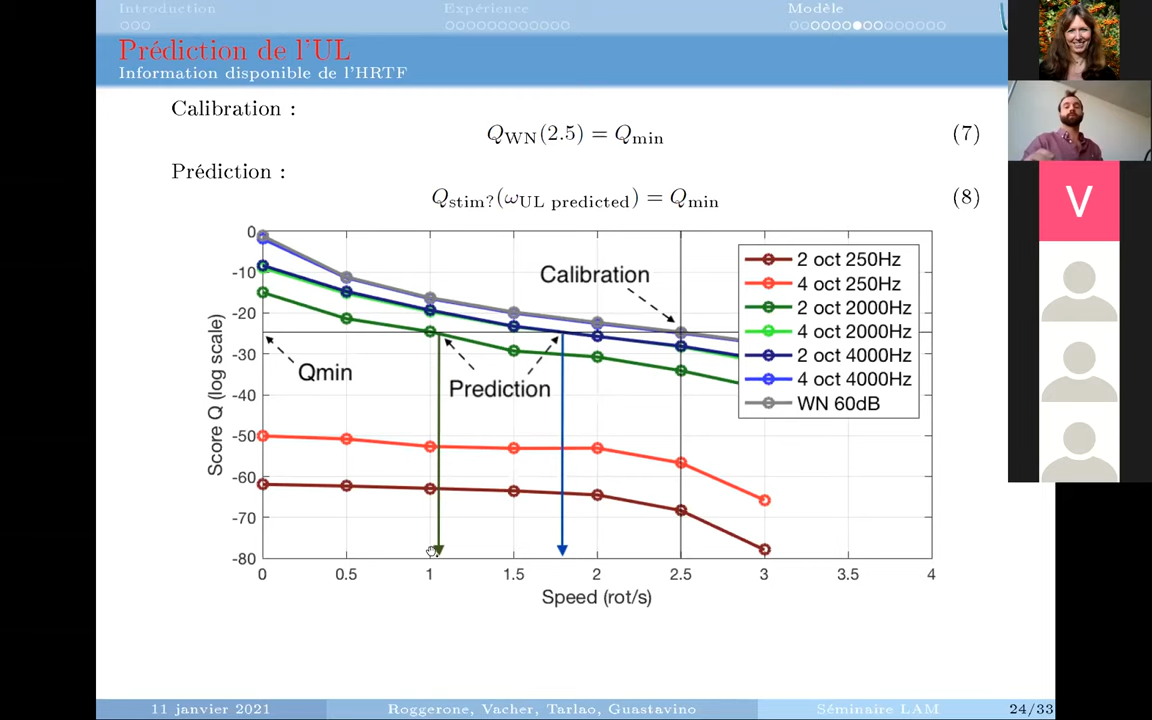 Introduction
Expérience
Modèle
Prédiction de l'UL
Information disponible de l'HRTF
Calibration :
Q_WN(2.5) = Q_min (7)
Prédiction :
Q_stim?(ω_UL predicted) = Q_min (8)
V
0
-10
-20
-30
-40
-50
-60
-70
-80
Score Q (log scale)
Calibration
Qmin
Prediction
2 oct 250Hz
4 oct 250Hz
2 oct 2000Hz
4 oct 2000Hz
2 oct 4000Hz
4 oct 4000Hz
WN 60dB
0 0.5 1 1.5 2 2.5 3 3.5 4
Speed (rot/s)
11 janvier 2021
Roggerone, Vacher, Tarlao, Guastavino
Séminaire LAM
24/33